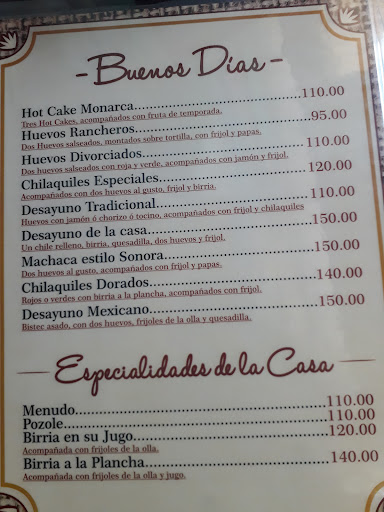 - Buenos Días -
Hot Cake Monarca..............................110.00
Tres Hot Cakes, acompañados con fruta de temporada.
Huevos Rancheros..............................95.00
Dos Huevos salseados, montados sobre tortilla, con frijol y papas.
Huevos Divorciados............................110.00
Dos huevos salseados con roja y verde, acompañados con jamón y frijol.
Chilaquiles Especiales........................120.00
Acompañados con dos huevos al gusto, frijol y birria.
Desayuno Tradicional..........................110.00
Huevos con jamón ó chorizo ó tocino, acompañados con frijol y chilaquiles
Desayuno de la casa...........................150.00
Un chile relleno, birria, quesadilla, dos huevos y frijol.
Machaca estilo Sonora.........................150.00
Dos huevos al gusto, acompañados con frijol y papas.
Chilaquiles Dorados...........................140.00
Rojos o verdes con birria a la plancha, acompañados con frijol.
Desayuno Mexicano.............................150.00
Bistec asado, con dos huevos, frijoles de la olla y quesadilla.
Especialidades de la Casa
Menudo........................................110.00
Pozole........................................110.00
Birria en su Jugo.............................120.00
Acompañada con frijoles de la olla.
Birria a la Plancha...........................140.00
Acompañada con frijoles de la olla y jugo.